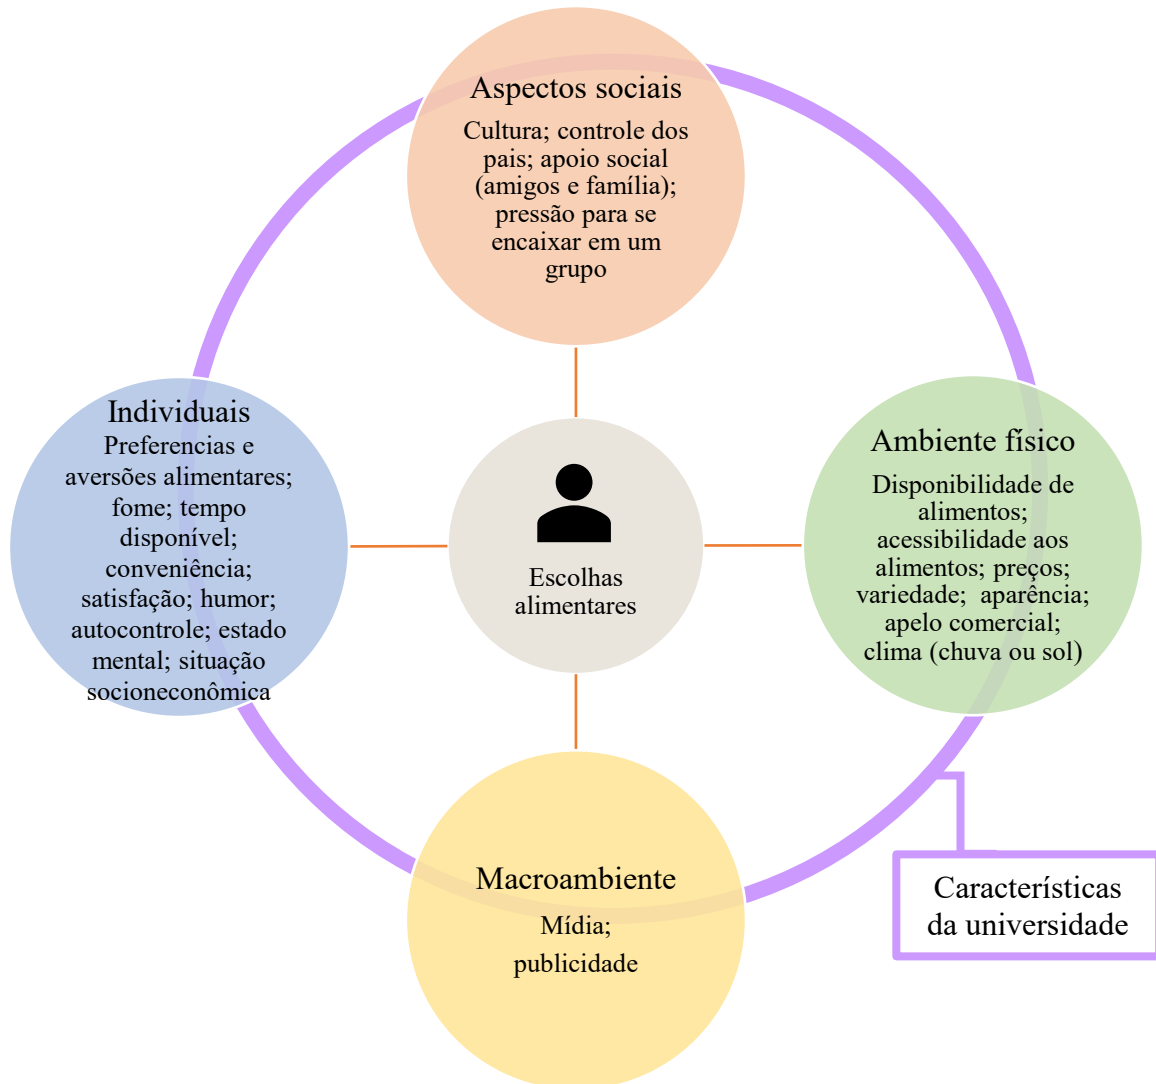 Aspectos sociais
Cultura; controle dos
pais; apoio social
(amigos e família);
pressão para se
encaixar em um
grupo
Individuais
Preferencias e
aversões alimentares;
fome; tempo
disponível;
conveniência;
satisfação; humor;
autocontrole; estado
mental; situação
socioneconômica
Escolhas
alimentares
Ambiente físico
Disponibilidade de
alimentos;
acessibilidade aos
alimentos; preços;
variedade;  aparência;
apelo comercial;
clima (chuva ou sol)
Macroambiente
Mídia;
publicidade
Características
da universidade